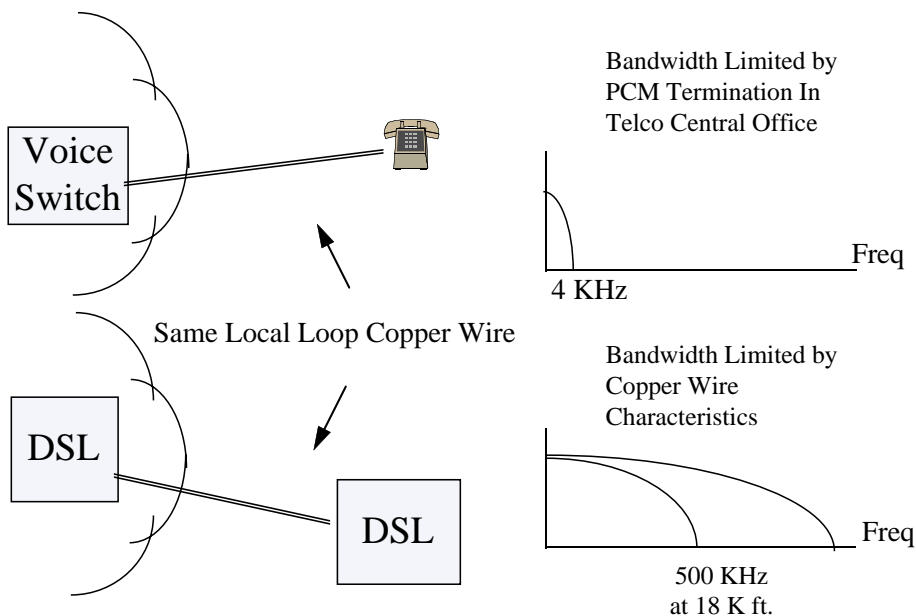 Bandwidth Limited by
PCM Termination In
Telco Central Office
Voice
Switch
Freq
4 KHz
Same Local Loop Copper Wire
Bandwidth Limited by
Copper Wire
Characteristics
DSL
DSL
Freq
500 KHz
at 18 K ft.